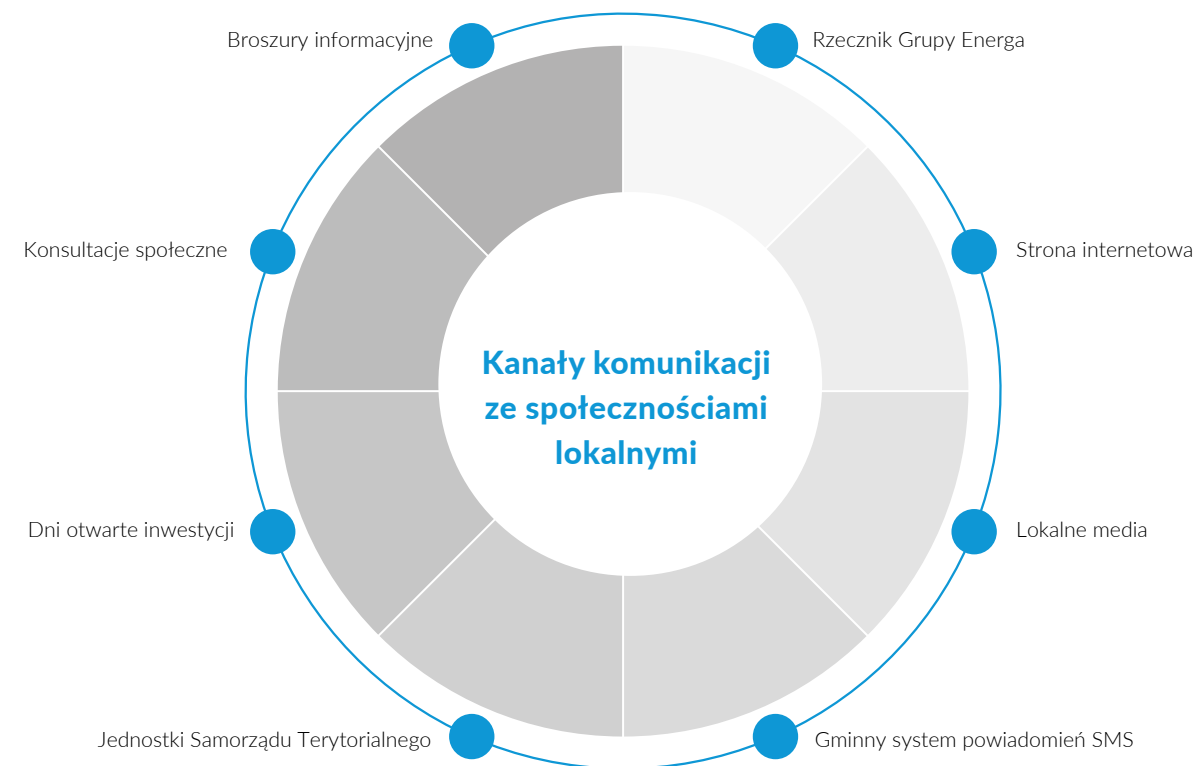 Broszury informacyjne
Rzecznik Grupy Energa
Konsultacje społeczne
Strona internetowa
Kanały komunikacji
ze społecznościami
lokalnymi
Dni otwarte inwestycji
Lokalne media
Jednostki Samorządu Terytorialnego
Gminny system powiadomień SMS